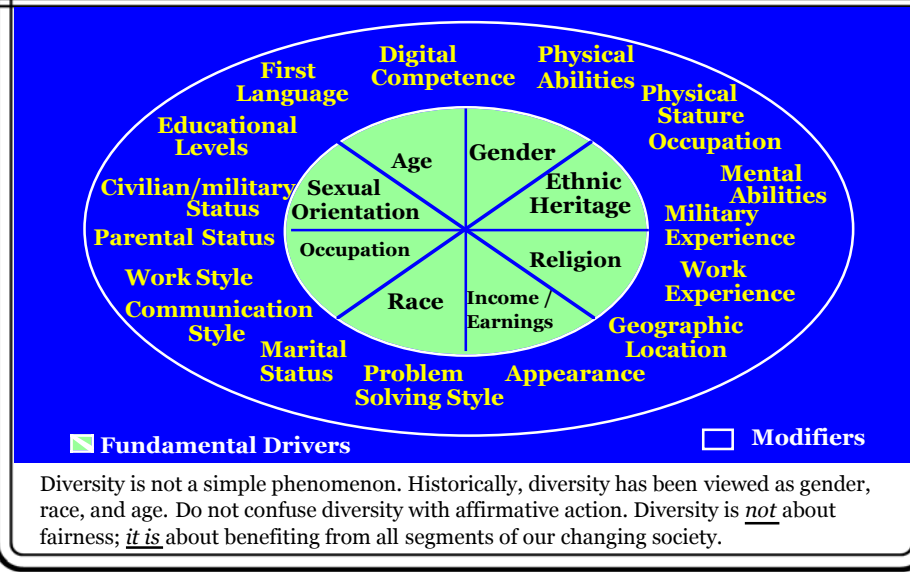 Digital
Competence
Physical
Abilities
First
Language
Physical
Stature
Occupation
Educational
Levels
Mental
Abilities
Civilian/military
Status
Military
Experience
Parental Status
Work Style
Work
Experience
Communication
Style
Geographic
Location
Marital
Status
Problem
Solving Style
Appearance
Age
Gender
Sexual
Orientation
Ethnic
Heritage
Occupation
Religion
Race
Income /
Earnings
Fundamental Drivers
Modifiers
Diversity is not a simple phenomenon. Historically, diversity has been viewed as gender,
race, and age. Do not confuse diversity with affirmative action. Diversity is not about
fairness; it is about benefiting from all segments of our changing society.